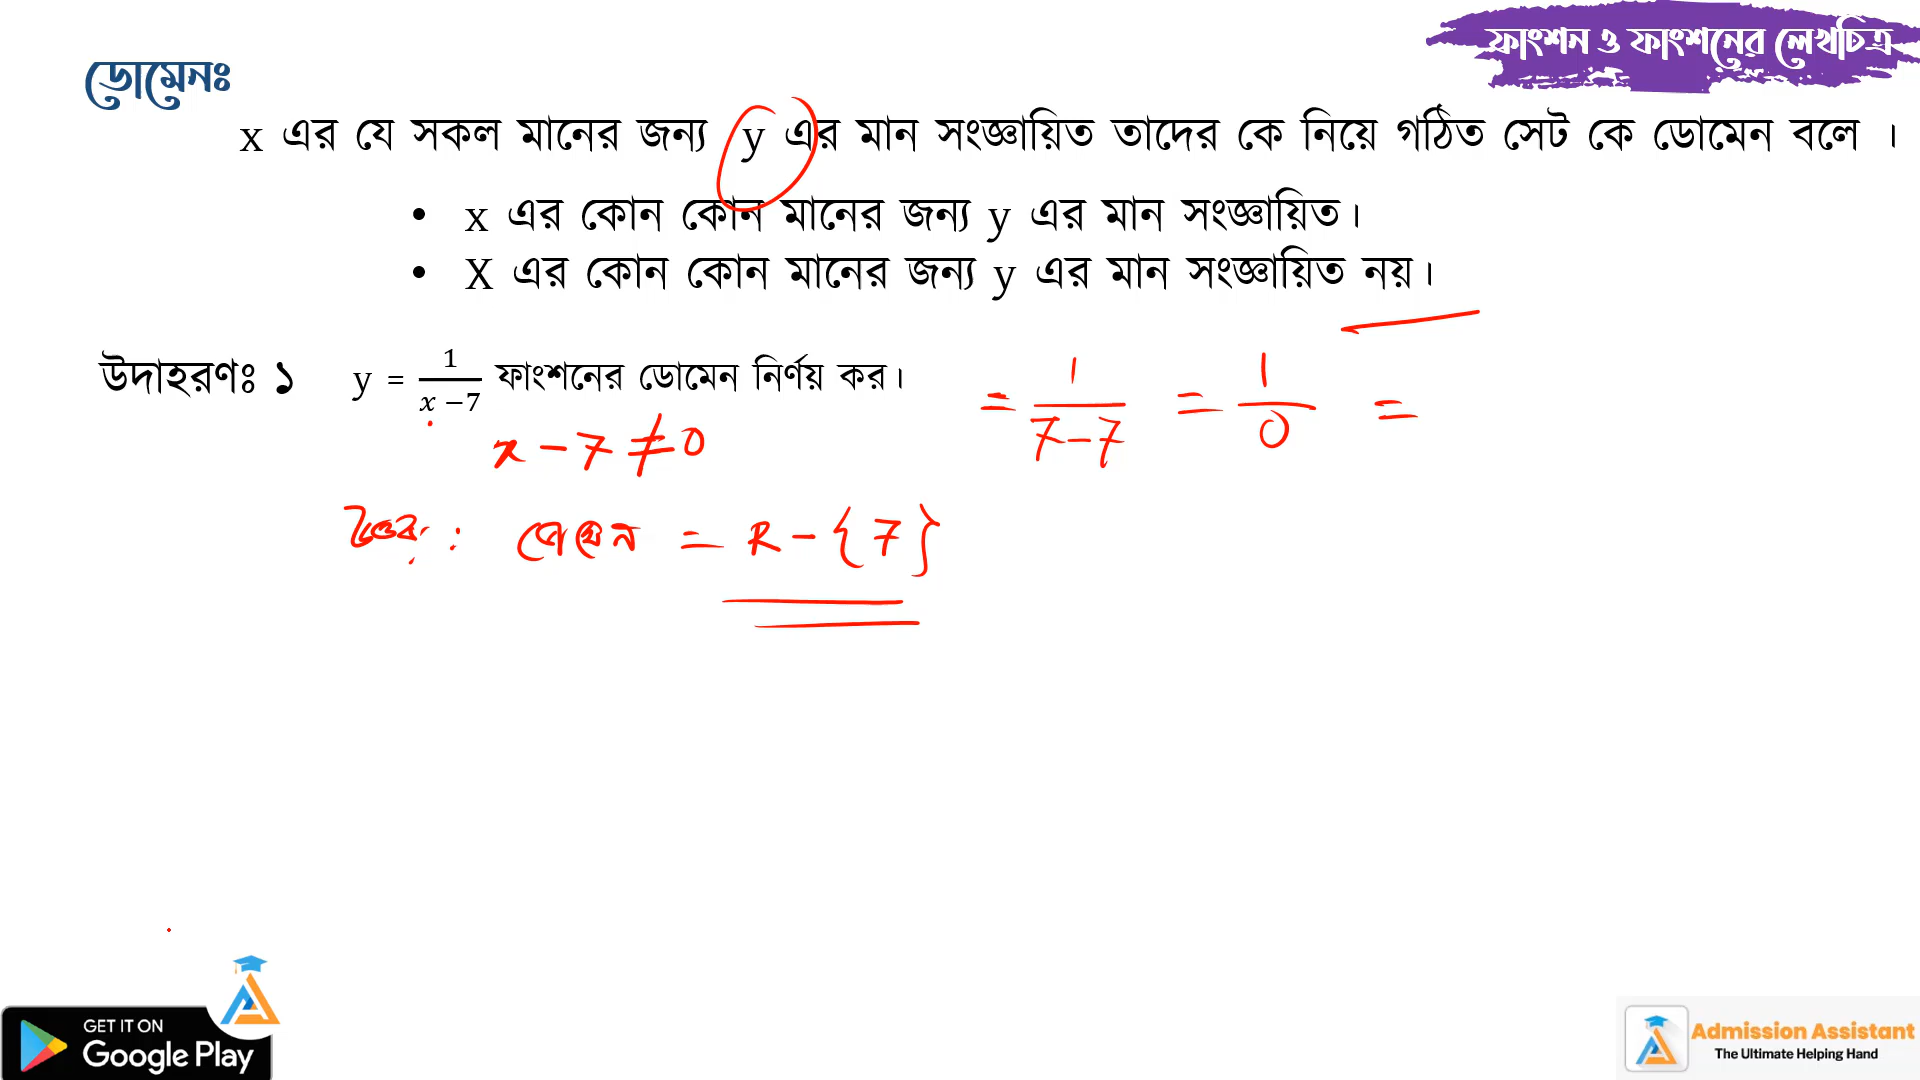 ফাংশন ও ফাংশনের লেখচিত্র
ডোমেনঃ
x এর যে সকল মানের জন্য y এর মান সংজ্ঞায়িত তাদের কে নিয়ে গঠিত সেট কে ডোমেন বলে ।
• x এর কোন কোন মানের জন্য y এর মান সংজ্ঞায়িত।
• X এর কোন কোন মানের জন্য y এর মান সংজ্ঞায়িত নয়।
উদাহরণঃ ১ y = 1/(x −7) ফাংশনের ডোমেন নির্ণয় কর। = 1/(7−7) = 1/0 =
x − 7 ≠ 0
= R − {7}
GET IT ON
Google Play
Admission Assistant
The Ultimate Helping Hand